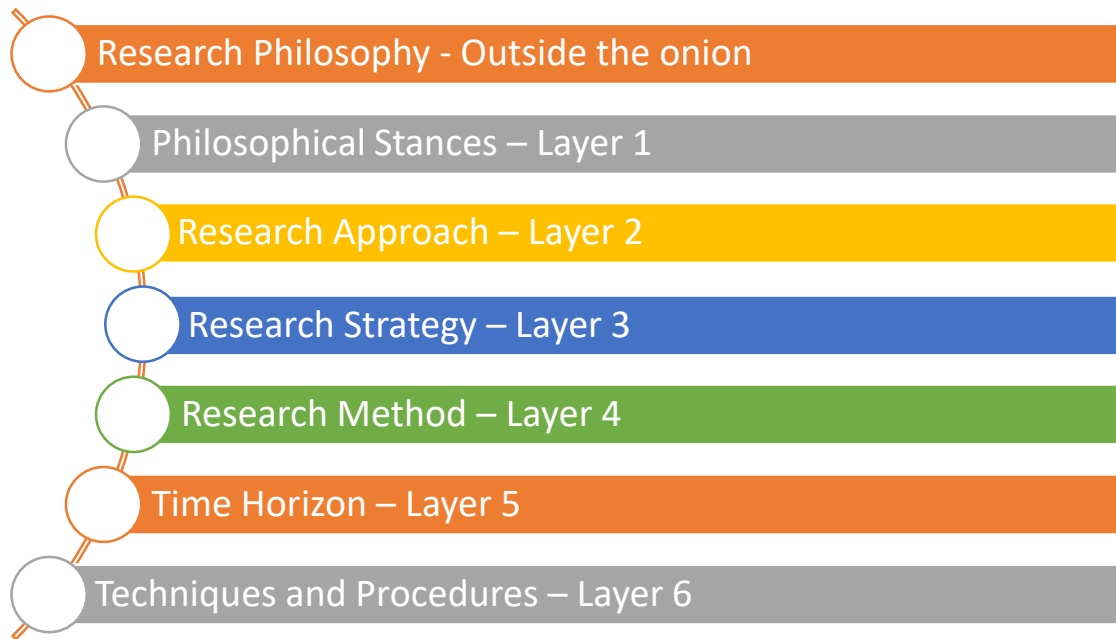 Research Philosophy - Outside the onion
Philosophical Stances – Layer 1
Research Approach – Layer 2
Research Strategy – Layer 3
Research Method – Layer 4
Time Horizon – Layer 5
Techniques and Procedures – Layer 6